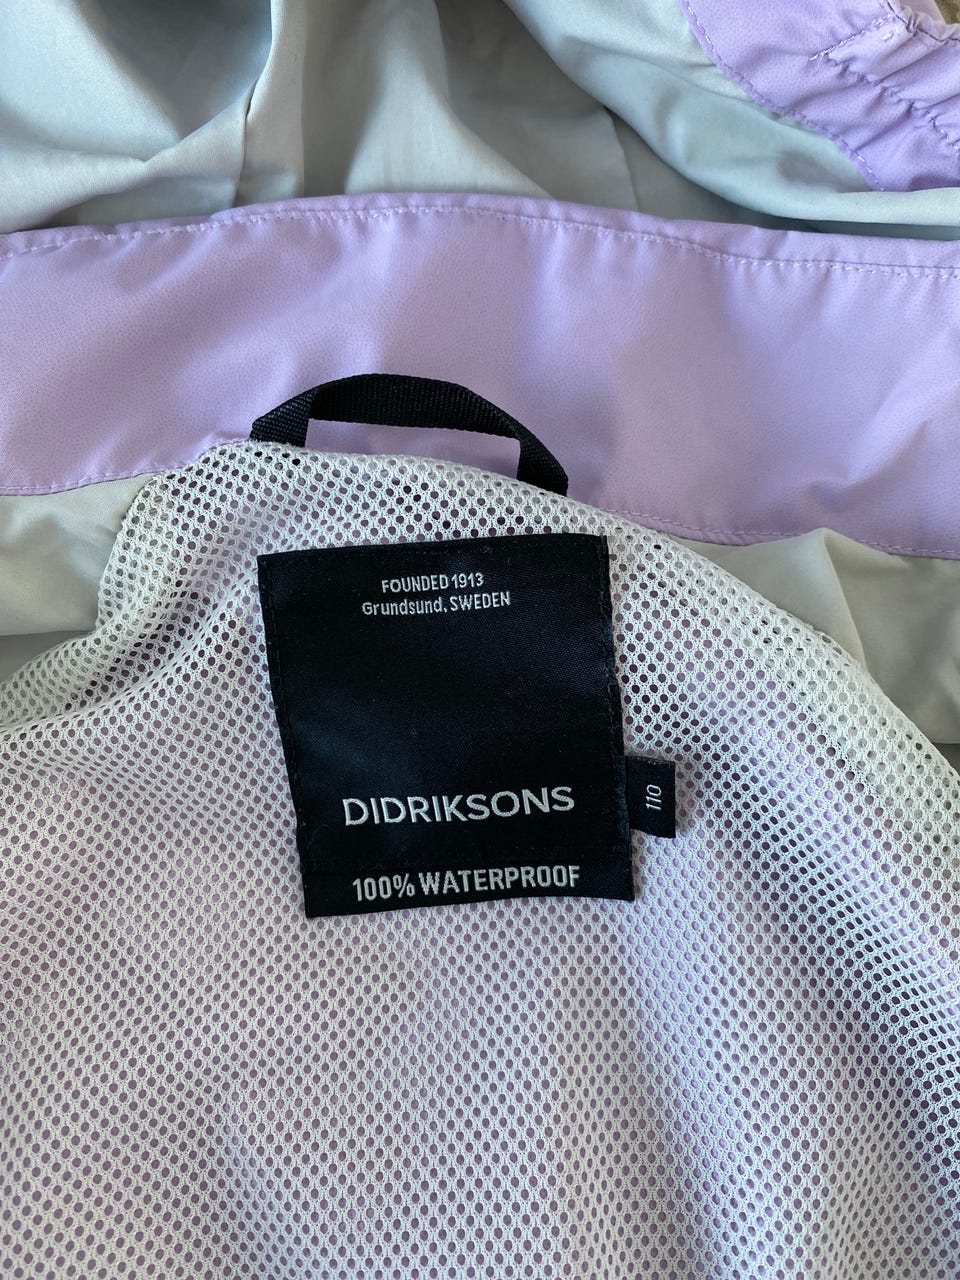 FOUNDED 1913
Grundsund. SWEDEN
DIDRIKSONS
110
100% WATERPROOF